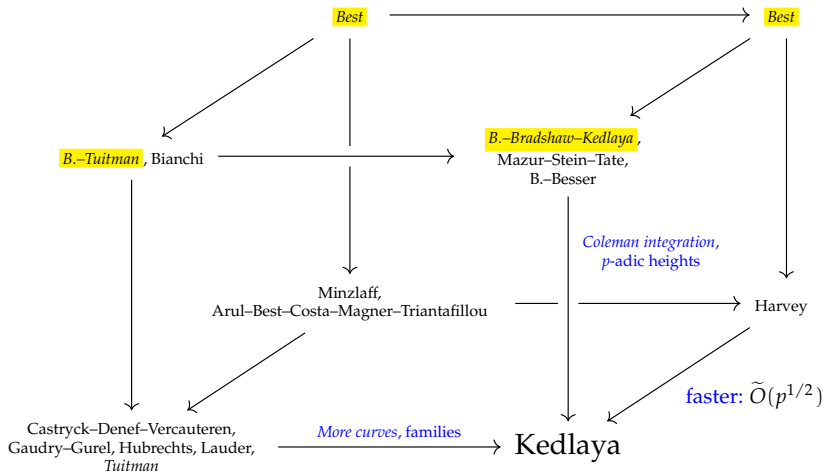 Best
Best
B.–Tuitman, Bianchi
B.–Bradshaw–Kedlaya,
Mazur–Stein–Tate,
B.–Besser
Coleman integration,
p-adic heights
Minzlaff,
Arul–Best–Costa–Magner–Triantafillou
Harvey
faster: Õ(p^{1/2})
Castryck–Denef–Vercauteren,
Gaudry–Gurel, Hubrechts, Lauder,
Tuitman
More curves, families
Kedlaya